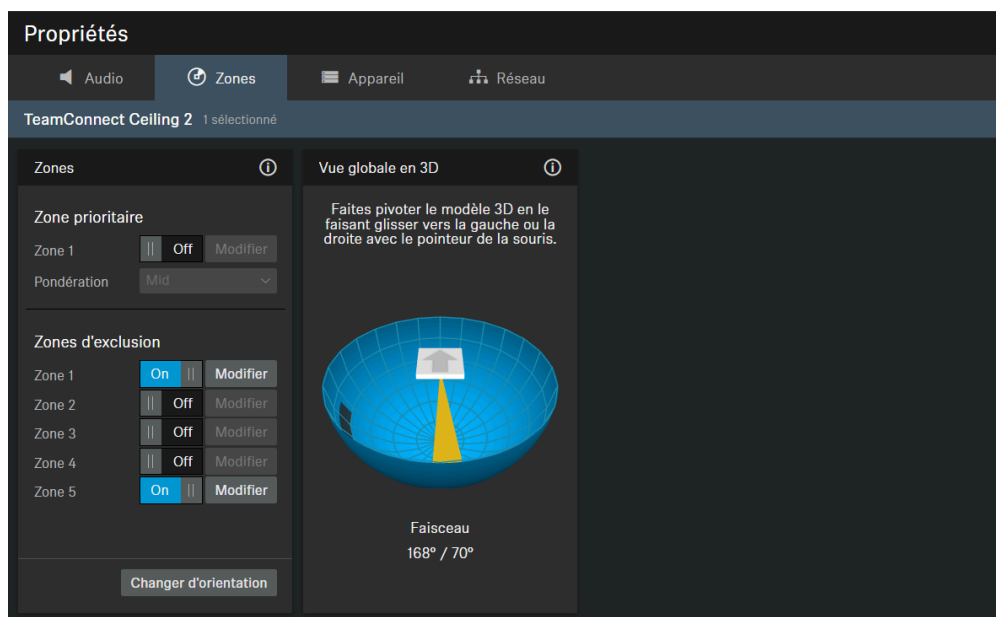 Propriétés
Audio Zones Appareil Réseau
TeamConnect Ceiling 2 1 sélectionné
Zones
Zone prioritaire
Zone 1 Off Modifier
Pondération Mid
Zones d'exclusion
Zone 1 On Modifier
Zone 2 Off Modifier
Zone 3 Off Modifier
Zone 4 Off Modifier
Zone 5 On Modifier
Changer d'orientation
Vue globale en 3D
Faites pivoter le modèle 3D en le
faisant glisser vers la gauche ou la
droite avec le pointeur de la souris.
Faisceau
168° / 70°